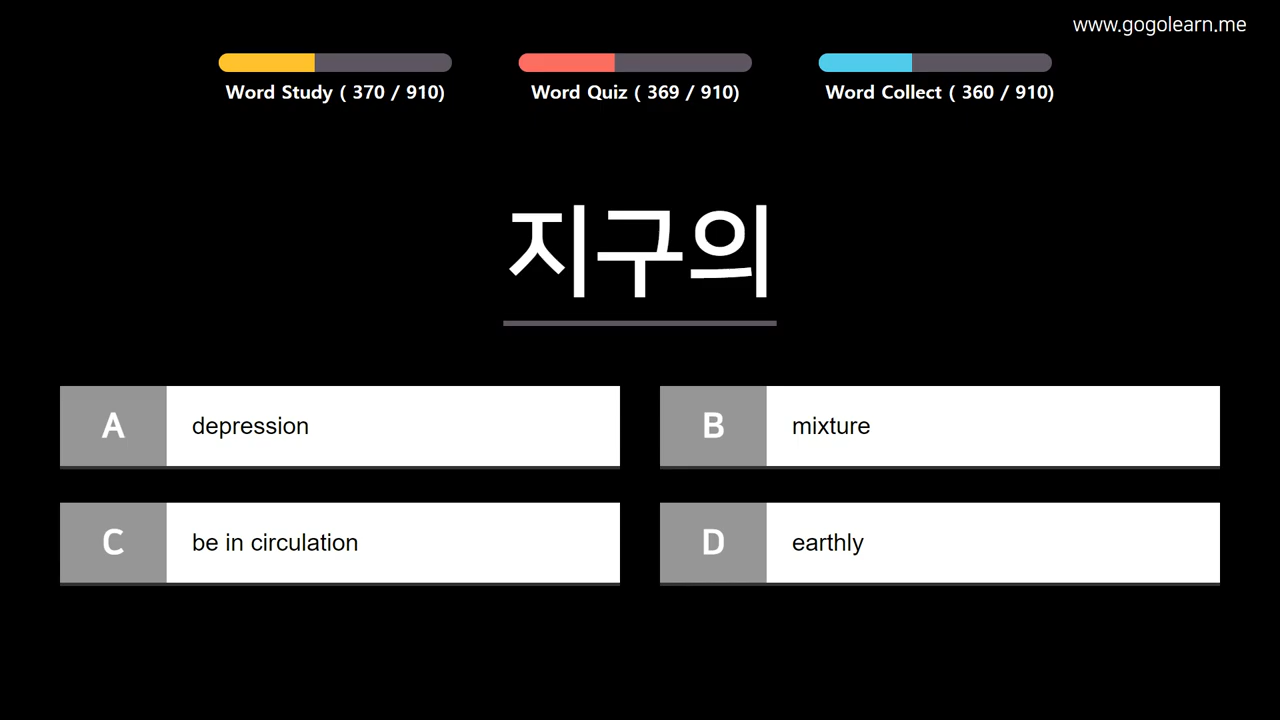 www.gogolearn.me
Word Study ( 370 / 910)
Word Quiz ( 369 / 910)
Word Collect ( 360 / 910)
지구의
A depression
B mixture
C be in circulation
D earthly